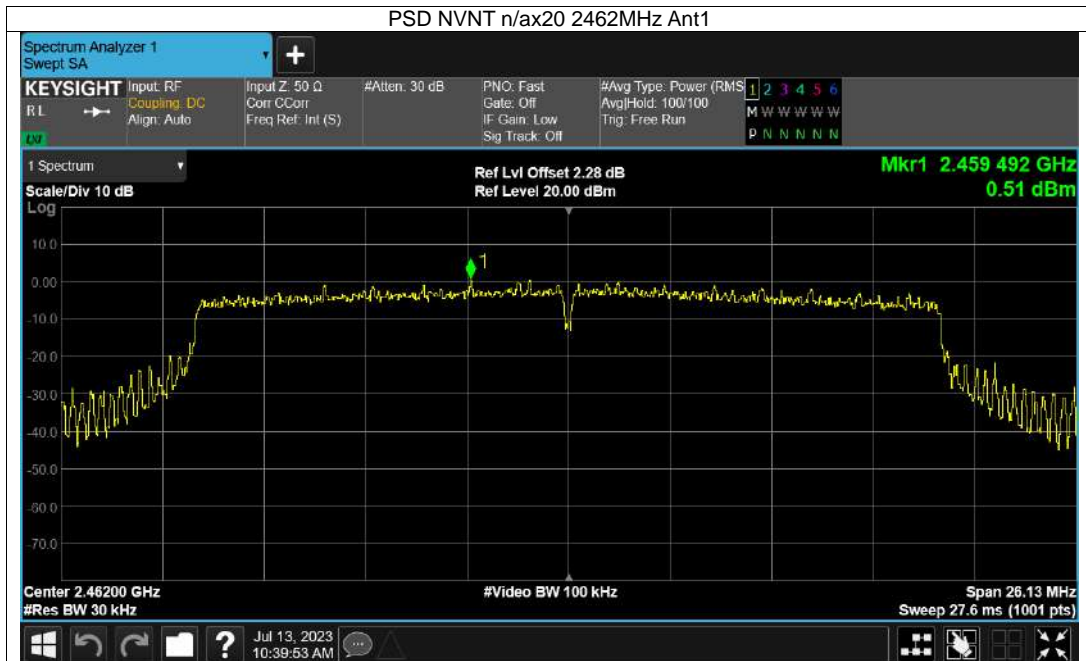 PSD NVNT n/ax20 2462MHz Ant1
Spectrum Analyzer 1
Swept SA
+
KEYSIGHT Input: RF Input Z: 50 Ω #Atten: 30 dB PNO: Fast #Avg Type: Power (RMS 1 2 3 4 5 6
R L Coupling: DC Corr CCorr Gate: Off Avg|Hold: 100/100 M W W W W W
Align: Auto Freq Ref: Int (S) IF Gain: Low Trig: Free Run
LXI Sig Track: Off P N N N N N
1 Spectrum Ref Lvl Offset 2.28 dB Mkr1 2.459 492 GHz
Scale/Div 10 dB Ref Level 20.00 dBm 0.51 dBm
Log
10.0
1
0.00
-10.0
-20.0
-30.0
-40.0
-50.0
-60.0
-70.0
Center 2.46200 GHz #Video BW 100 kHz Span 26.13 MHz
#Res BW 30 kHz Sweep 27.6 ms (1001 pts)
? Jul 13, 2023
10:39:53 AM